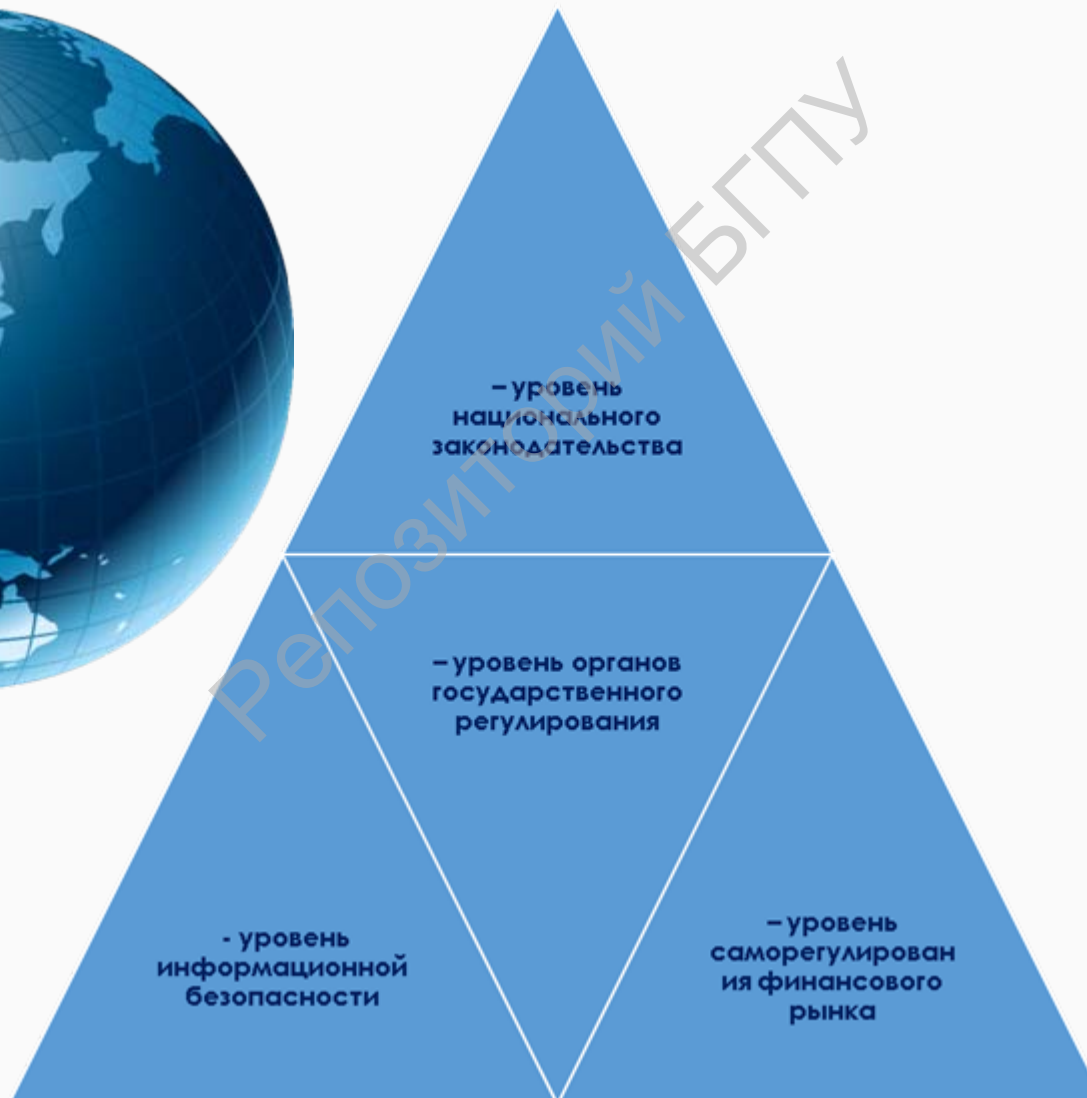 – уровень
национального
законодательства
– уровень органов
государственного
регулирования
- уровень
информационной
безопасности
– уровень
саморегулирован
ия финансового
рынка
Репозиторий БГПУ